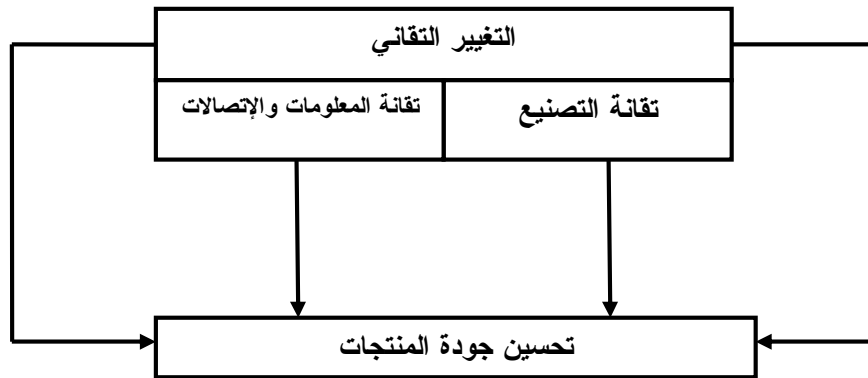 التغيير التقاني
تقانة التصنيع
تقانة المعلومات والإتصالات
تحسين جودة المنتجات